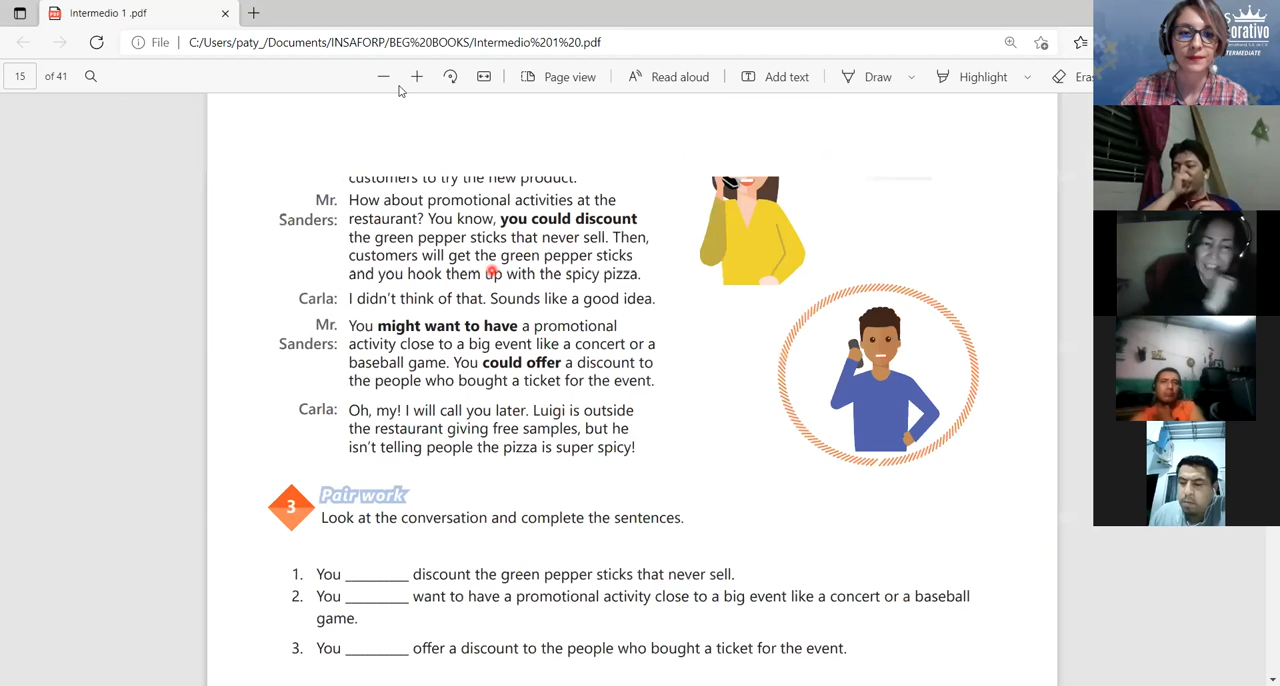 Intermedio 1 .pdf
File C:/Users/paty_/Documents/INSAFORP/BEG%20BOOKS/Intermedio%201%20.pdf
15 of 41 Page view Read aloud Add text Draw Highlight Eras
customers to try the new product.
Mr. How about promotional activities at the
Sanders: restaurant? You know, you could discount
the green pepper sticks that never sell. Then,
customers will get the green pepper sticks
and you hook them up with the spicy pizza.
Carla: I didn't think of that. Sounds like a good idea.
Mr. You might want to have a promotional
Sanders: activity close to a big event like a concert or a
baseball game. You could offer a discount to
the people who bought a ticket for the event.
Carla: Oh, my! I will call you later. Luigi is outside
the restaurant giving free samples, but he
isn't telling people the pizza is super spicy!
3 Pair work
Look at the conversation and complete the sentences.
1. You ________ discount the green pepper sticks that never sell.
2. You ________ want to have a promotional activity close to a big event like a concert or a baseball
game.
3. You ________ offer a discount to the people who bought a ticket for the event.